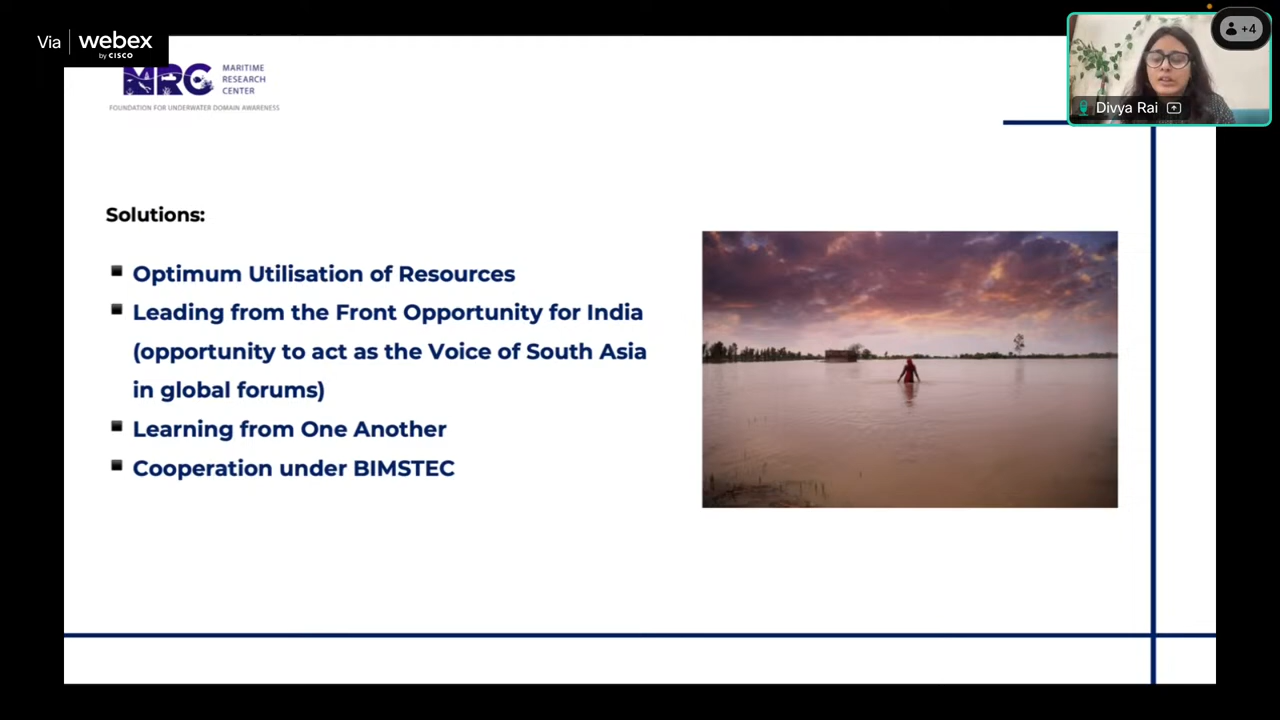 Via webex
by CISCO
+4
Divya Rai
MRC
MARITIME
RESEARCH
CENTER
FOUNDATION FOR UNDERWATER DOMAIN AWARENESS
Solutions:
Optimum Utilisation of Resources
Leading from the Front Opportunity for India
(opportunity to act as the Voice of South Asia
in global forums)
Learning from One Another
Cooperation under BIMSTEC